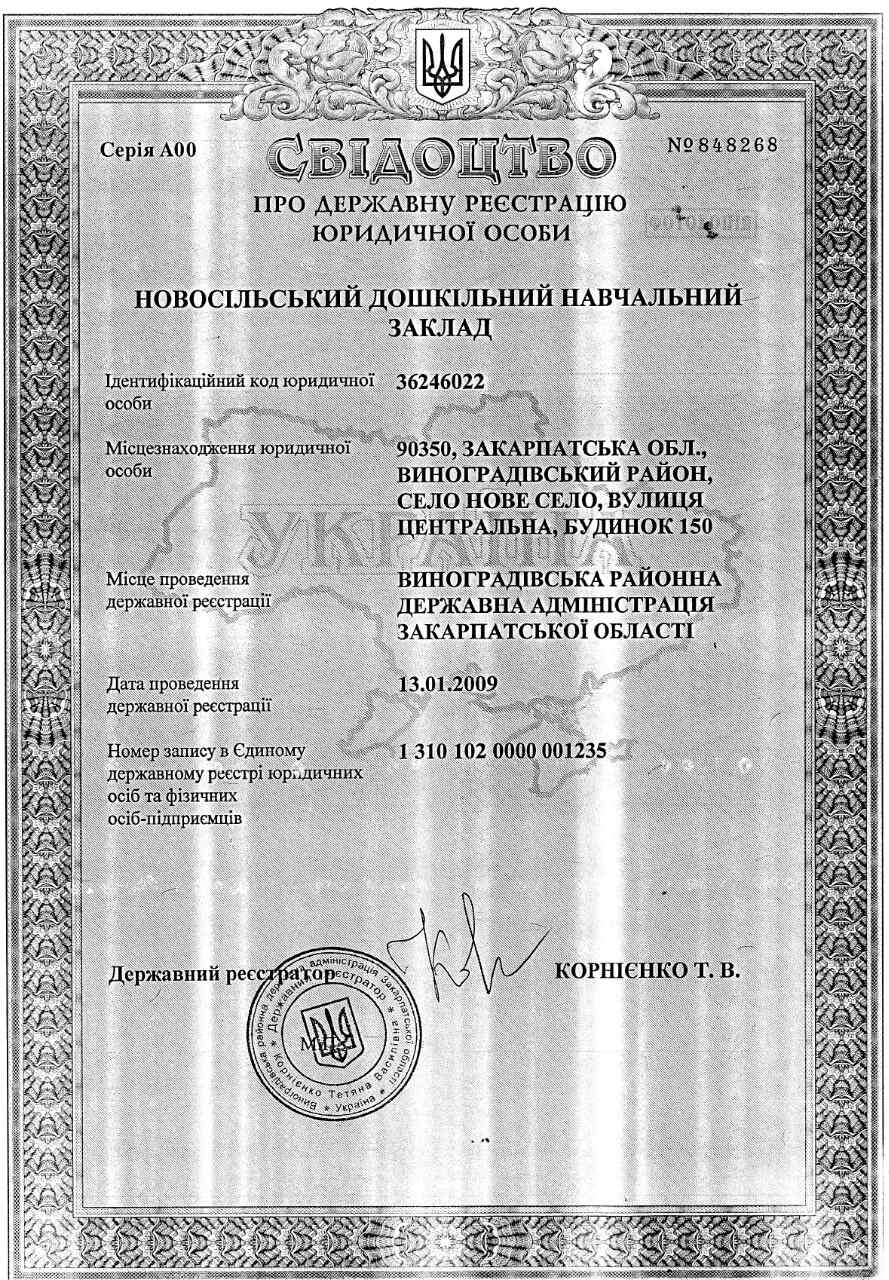 Серія А00
СВІДОЦТВО
№848268
ПРО ДЕРЖАВНУ РЕЄСТРАЦІЮ
ЮРИДИЧНОЇ ОСОБИ
НОВОСІЛЬСЬКИЙ ДОШКІЛЬНИЙ НАВЧАЛЬНИЙ
ЗАКЛАД
Ідентифікаційний код юридичної
особи
36246022
Місцезнаходження юридичної
особи
90350, ЗАКАРПАТСЬКА ОБЛ.,
ВИНОГРАДІВСЬКИЙ РАЙОН,
СЕЛО НОВЕ СЕЛО, ВУЛИЦЯ
ЦЕНТРАЛЬНА, БУДИНОК 150
УКРАЇНА
Місце проведення
державної реєстрації
ВИНОГРАДІВСЬКА РАЙОННА
ДЕРЖАВНА АДМІНІСТРАЦІЯ
ЗАКАРПАТСЬКОЇ ОБЛАСТІ
Дата проведення
державної реєстрації
13.01.2009
Номер запису в Єдиному
державному реєстрі юридичних
осіб та фізичних
осіб-підприємців
1 310 102 0000 001235
Державний реєстратор
КОРНІЄНКО Т. В.
Виноградівська районна державна адміністрація Закарпатської області * Україна *
Державний реєстратор * Корнієнко Тетяна Василівна *